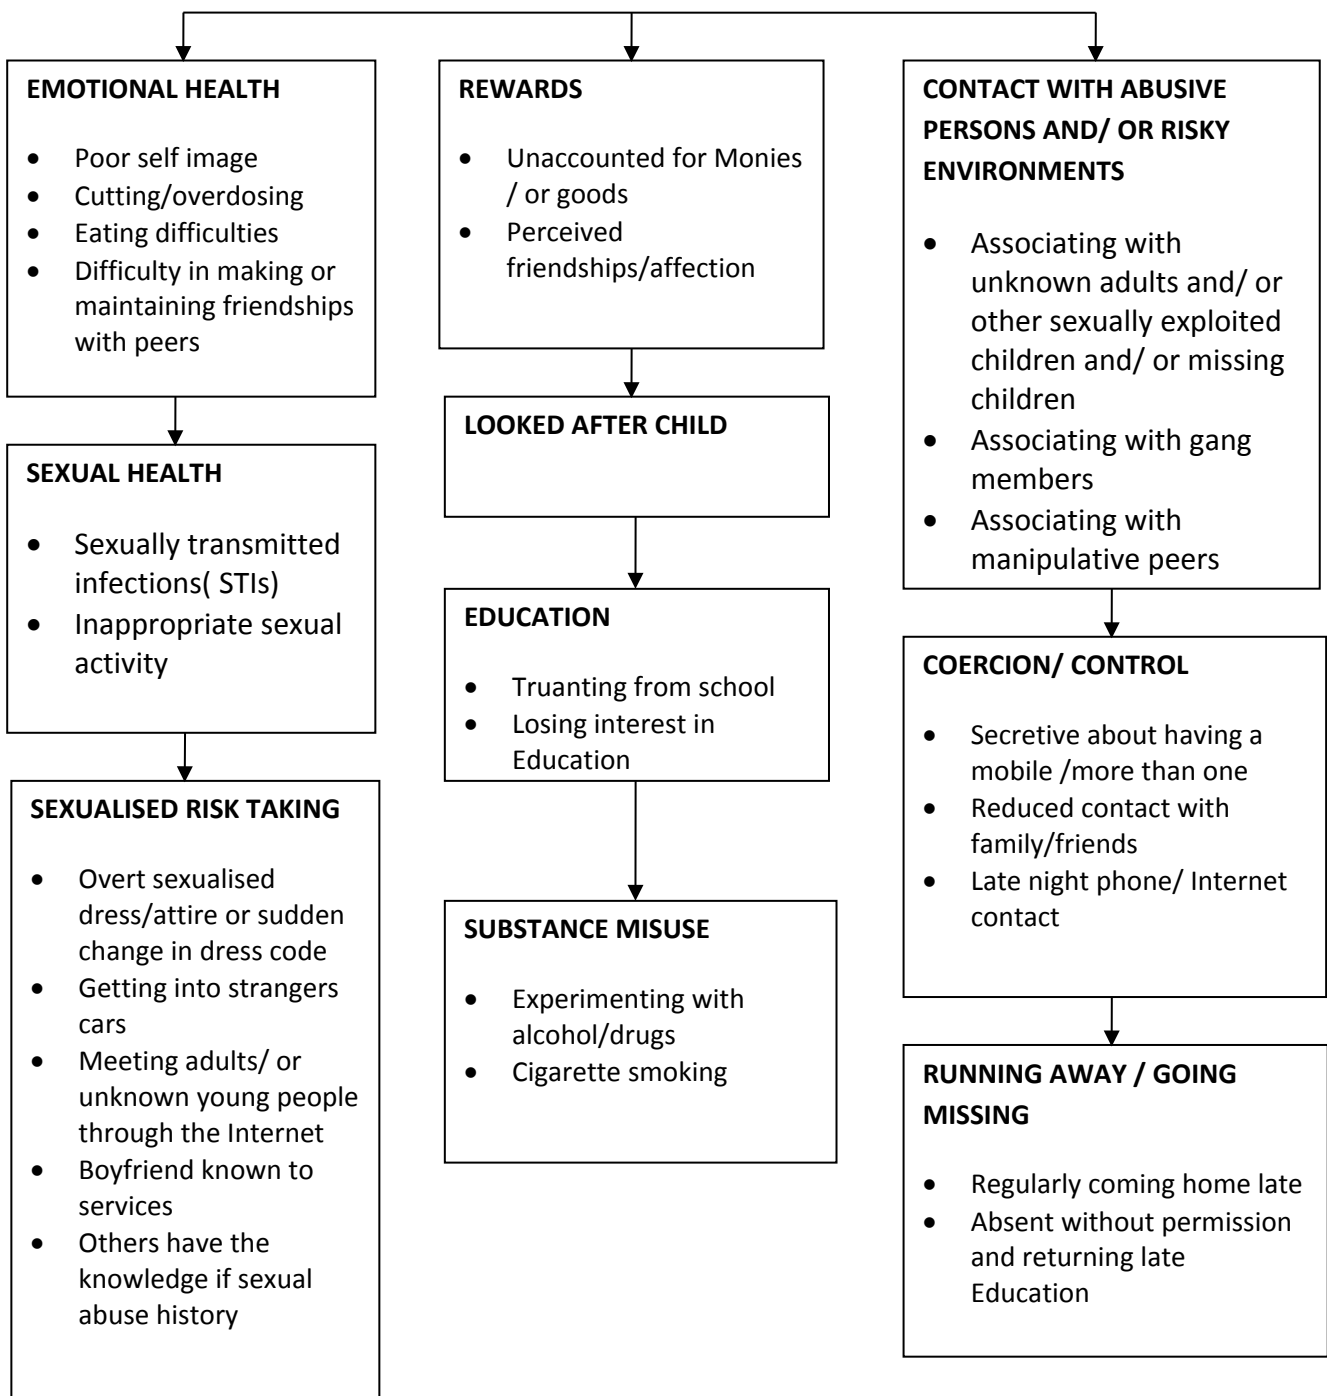 EMOTIONAL HEALTH
• Poor self image
• Cutting/overdosing
• Eating difficulties
• Difficulty in making or
maintaining friendships
with peers
SEXUAL HEALTH
• Sexually transmitted
infections( STIs)
• Inappropriate sexual
activity
SEXUALISED RISK TAKING
• Overt sexualised
dress/attire or sudden
change in dress code
• Getting into strangers
cars
• Meeting adults/ or
unknown young people
through the Internet
• Boyfriend known to
services
• Others have the
knowledge if sexual
abuse history
REWARDS
• Unaccounted for Monies
/ or goods
• Perceived
friendships/affection
LOOKED AFTER CHILD
EDUCATION
• Truanting from school
• Losing interest in
Education
SUBSTANCE MISUSE
• Experimenting with
alcohol/drugs
• Cigarette smoking
CONTACT WITH ABUSIVE
PERSONS AND/ OR RISKY
ENVIRONMENTS
• Associating with
unknown adults and/ or
other sexually exploited
children and/ or missing
children
• Associating with gang
members
• Associating with
manipulative peers
COERCION/ CONTROL
• Secretive about having a
mobile /more than one
• Reduced contact with
family/friends
• Late night phone/ Internet
contact
RUNNING AWAY / GOING
MISSING
• Regularly coming home late
• Absent without permission
and returning late
Education